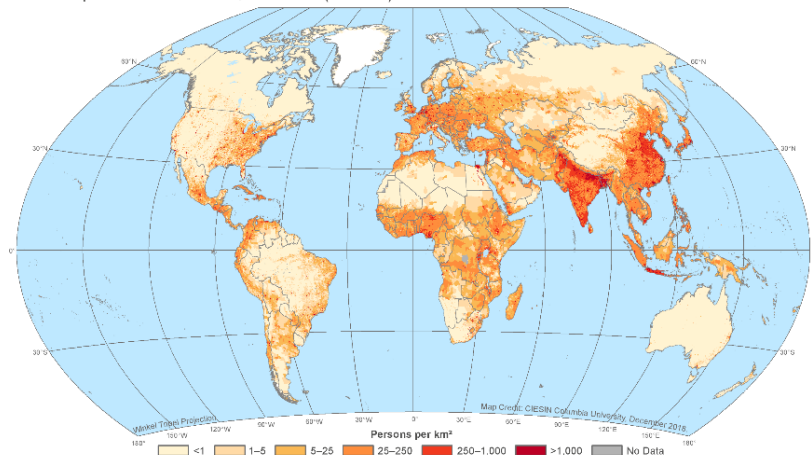 60°N 60°N
30°N 30°N
0° 0°
30°S 30°S
Winkel Tripel Projection
Map Credit: CIESIN Columbia University, December 2016.
180° 150°W 120°W 90°W 60°W 30°W 0° 30°E 60°E 90°E 120°E 150°E 180°
Persons per km²
<1 1–5 5–25 25–250 250–1,000 >1,000 No Data